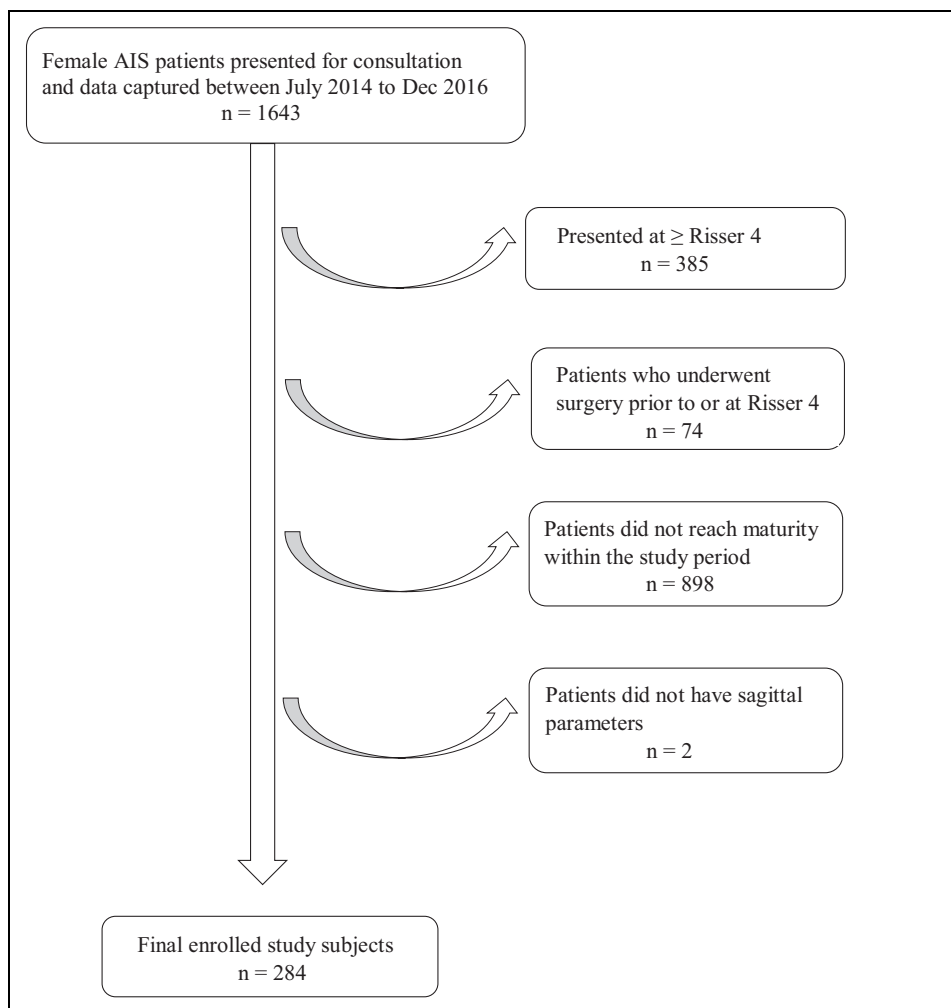 Female AIS patients presented for consultation
and data captured between July 2014 to Dec 2016
n = 1643
Presented at ≥ Risser 4
n = 385
Patients who underwent
surgery prior to or at Risser 4
n = 74
Patients did not reach maturity
within the study period
n = 898
Patients did not have sagittal
parameters
n = 2
Final enrolled study subjects
n = 284